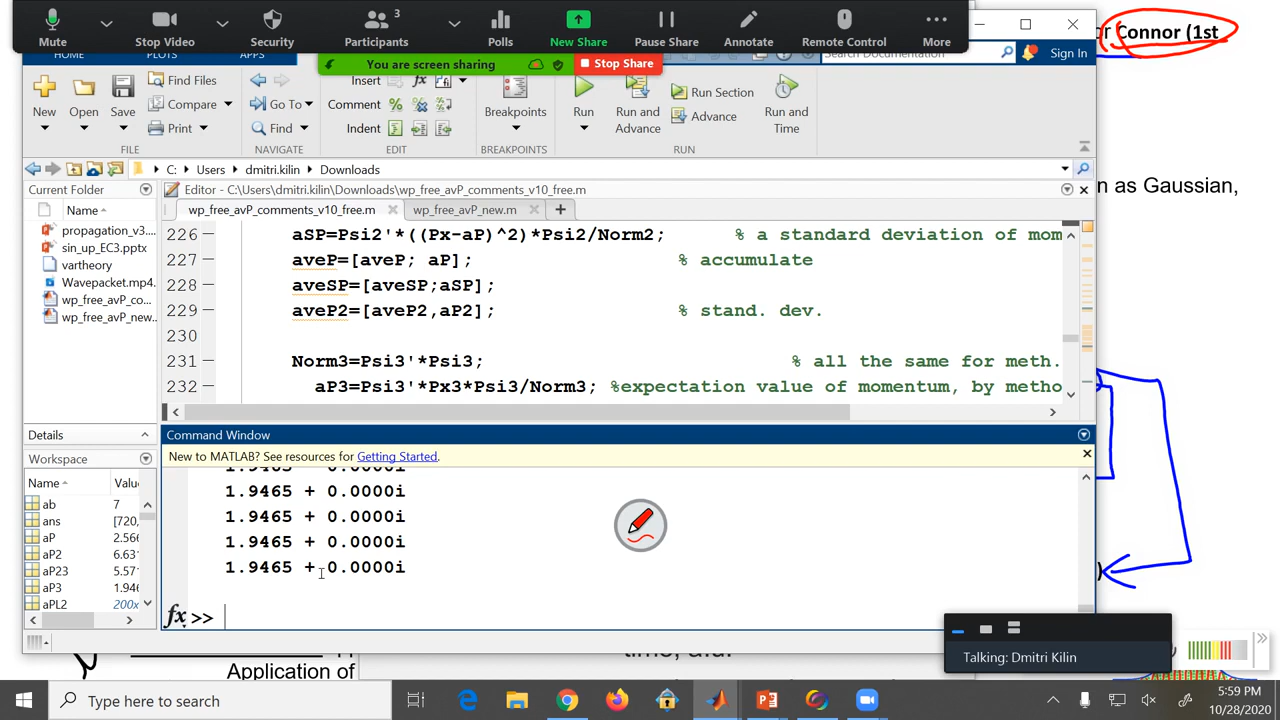 3
Mute
Stop Video
Security
Participants
Polls
New Share
Pause Share
Annotate
Remote Control
More
You are screen sharing
Stop Share
or Connor (1st
HOME
PLOTS
APPS
Search Documentation
Sign In
New
Open
Save
Find Files
Compare
Print
Go To
Find
Insert
fx
Comment
Indent
Breakpoints
Run
Run and
Advance
Run Section
Advance
Run and
Time
FILE
NAVIGATE
EDIT
BREAKPOINTS
RUN
C: Users dmitri.kilin Downloads
Current Folder
Editor - C:\Users\dmitri.kilin\Downloads\wp_free_avP_comments_v10_free.m
n as Gaussian,
Name
wp_free_avP_comments_v10_free.m
wp_free_avP_new.m
propagation_v3....
sin_up_EC3.pptx
vartheory
Wavepacket.mp4
wp_free_avP_co...
wp_free_avP_new...
226 aSP=Psi2'*((Px-aP)^2)*Psi2/Norm2; % a standard deviation of mom
227 aveP=[aveP; aP]; % accumulate
228 aveSP=[aveSP;aSP];
229 aveP2=[aveP2,aP2]; % stand. dev.
230
231 Norm3=Psi3'*Psi3; % all the same for meth.
232 aP3=Psi3'*Px3*Psi3/Norm3; %expectation value of momentum, by metho
Details
Workspace
Name Value
ab 7
ans [720,
aP 2.566
aP2 6.631
aP23 5.571
aP3 1.946
aPL2 200x
Command Window
New to MATLAB? See resources for Getting Started.
1.9465 + 0.0000i
1.9465 + 0.0000i
1.9465 + 0.0000i
1.9465 + 0.0000i
1.9465 + 0.0000i
fx >>
)
Talking: Dmitri Kilin
Application of
time, a.u.
Type here to search
5:59 PM
10/28/2020